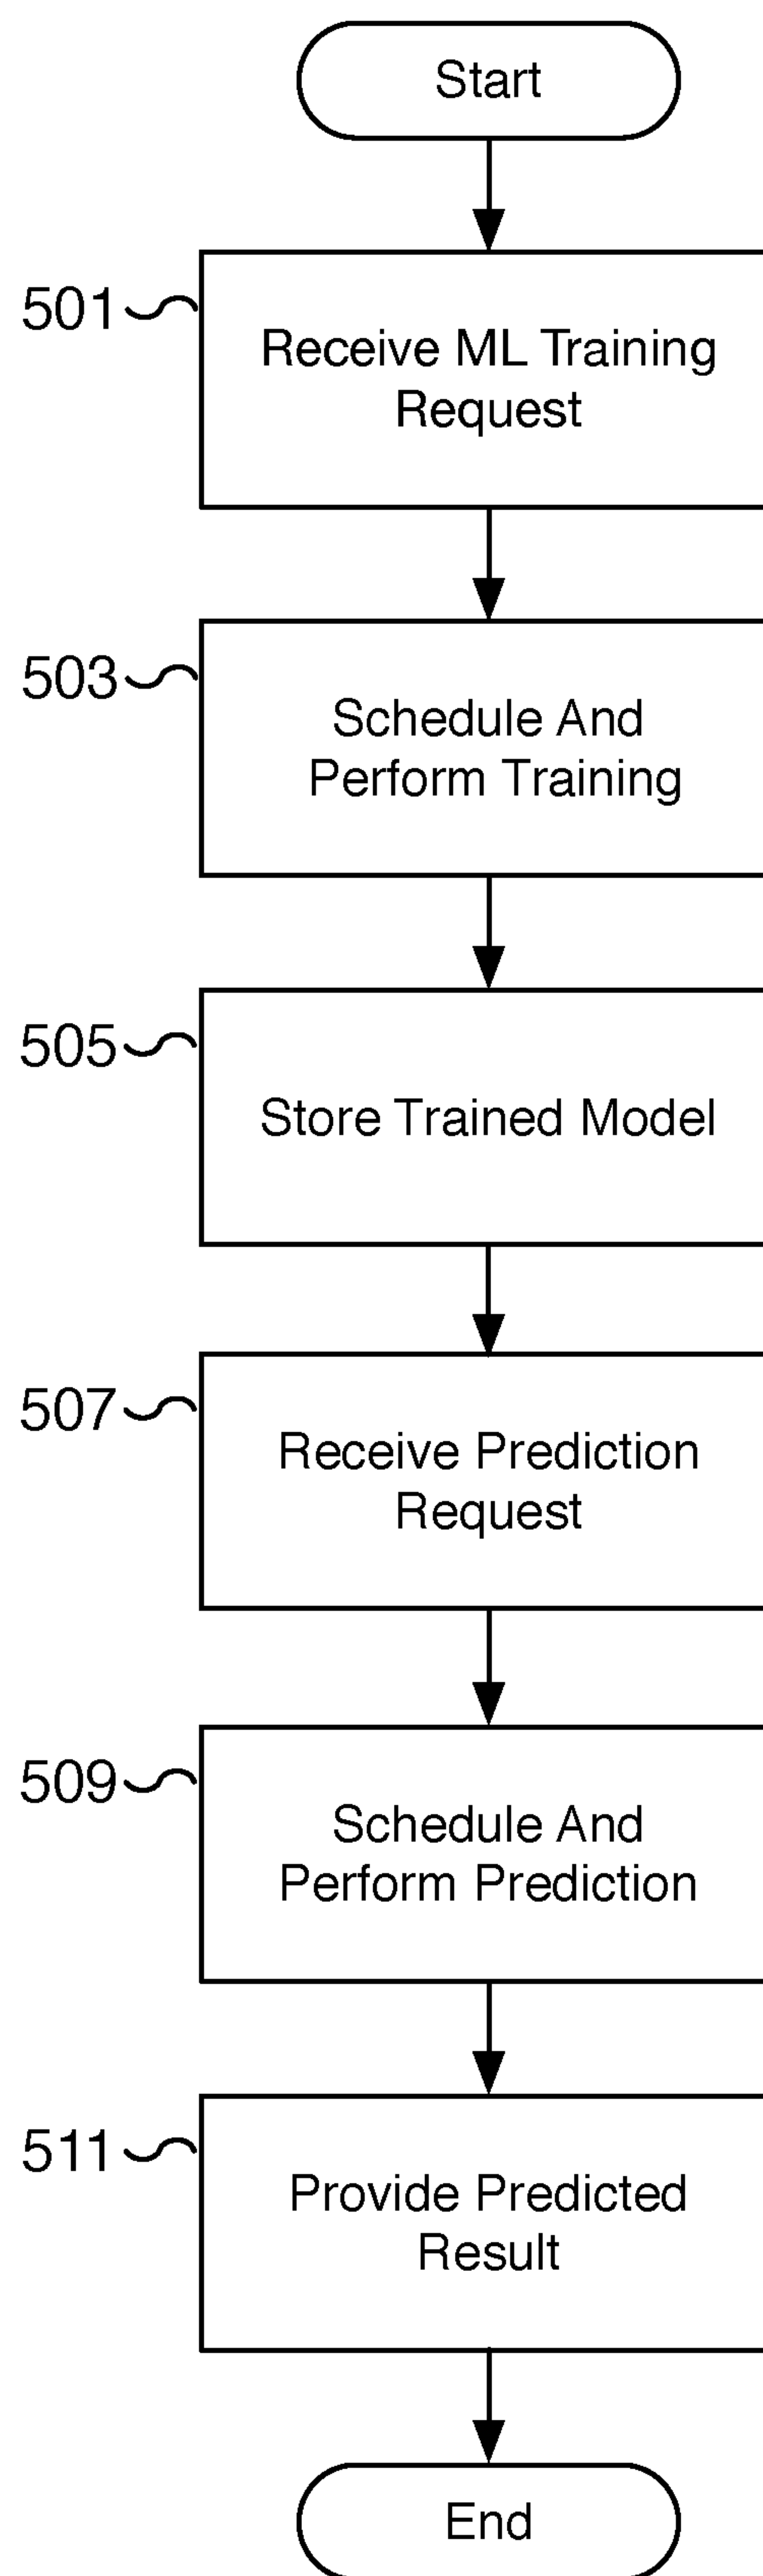 Start
501
Receive ML Training
Request
503
Schedule And
Perform Training
505
Store Trained Model
507
Receive Prediction
Request
509
Schedule And
Perform Prediction
511
Provide Predicted
Result
End